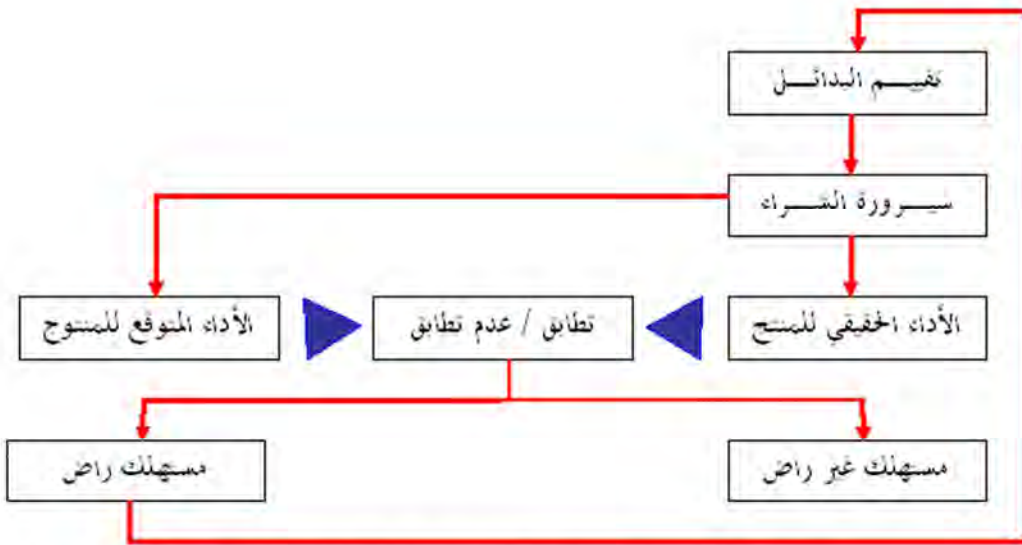 تقييم البدائل
سيرورة الشراء
الأداء الحقيقي للمنتج
تطابق / عدم تطابق
الأداء المتوقع للمنتوج
مستهلك غير راض
مستهلك راض